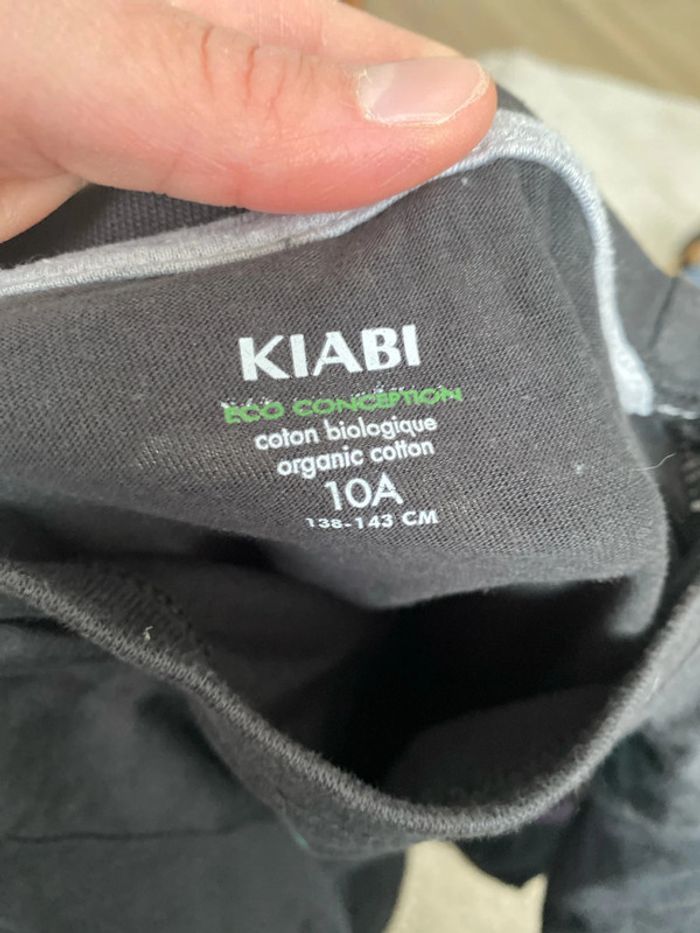 KIABI
ECO CONCEPTION
coton biologique
organic cotton
10A
138-143 CM